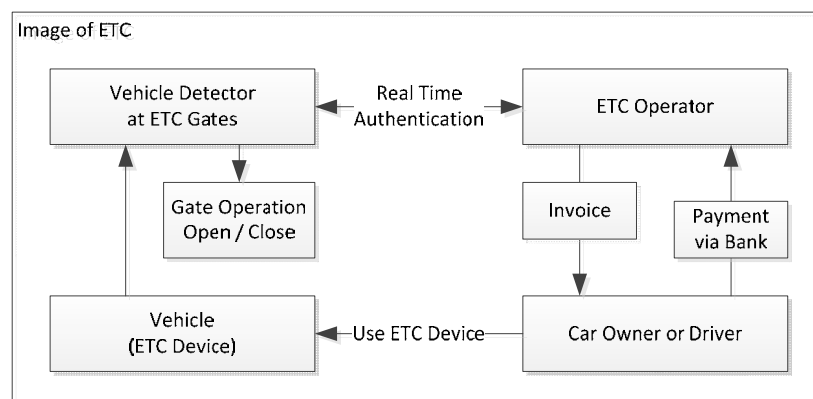 Image of ETC
Vehicle Detector
at ETC Gates
Real Time
Authentication
ETC Operator
Gate Operation
Open / Close
Invoice
Payment
via Bank
Vehicle
(ETC Device)
Use ETC Device
Car Owner or Driver